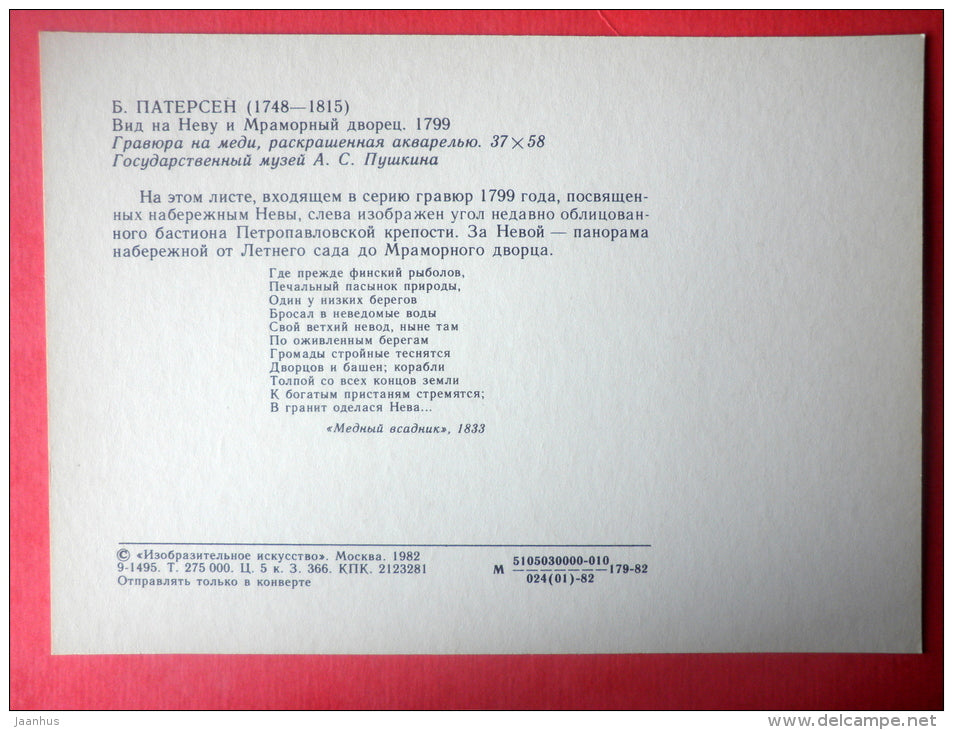 Б. ПАТЕРСЕН (1748—1815)
Вид на Неву и Мраморный дворец. 1799
Гравюра на меди, раскрашенная акварелью. 37×58
Государственный музей А. С. Пушкина
На этом листе, входящем в серию гравюр 1799 года, посвящен-
ных набережным Невы, слева изображен угол недавно облицован-
ного бастиона Петропавловской крепости. За Невой — панорама
набережной от Летнего сада до Мраморного дворца.
Где прежде финский рыболов,
Печальный пасынок природы,
Один у низких берегов
Бросал в неведомые воды
Свой ветхий невод, ныне там
По оживленным берегам
Громады стройные теснятся
Дворцов и башен; корабли
Толпой со всех концов земли
К богатым пристаням стремятся;
В гранит оделася Нева...
«Медный всадник», 1833
© «Изобразительное искусство». Москва. 1982
9-1495. Т. 275 000. Ц. 5 к. З. 366. КПК. 2123281
Отправлять только в конверте
М 5105030000-010
024(01)-82 179-82
Jaanhus
www.delcampe.net